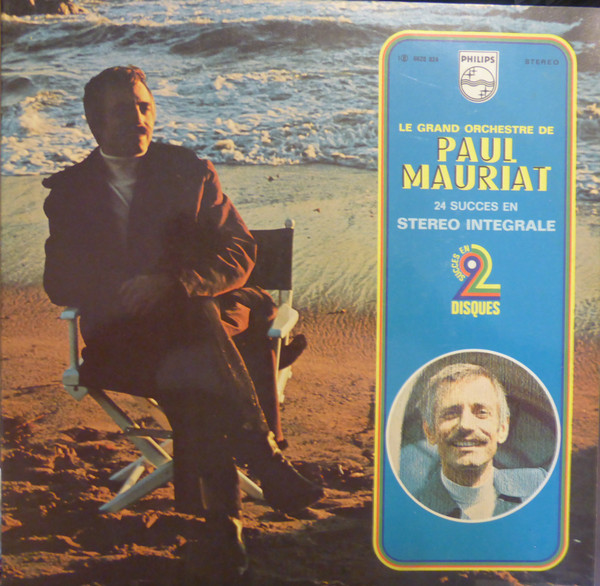 PHILIPS
STEREO
LE GRAND ORCHESTRE DE
PAUL
MAURIAT
24 SUCCES EN
STEREO INTEGRALE
SUCCES EN
2
DISQUES